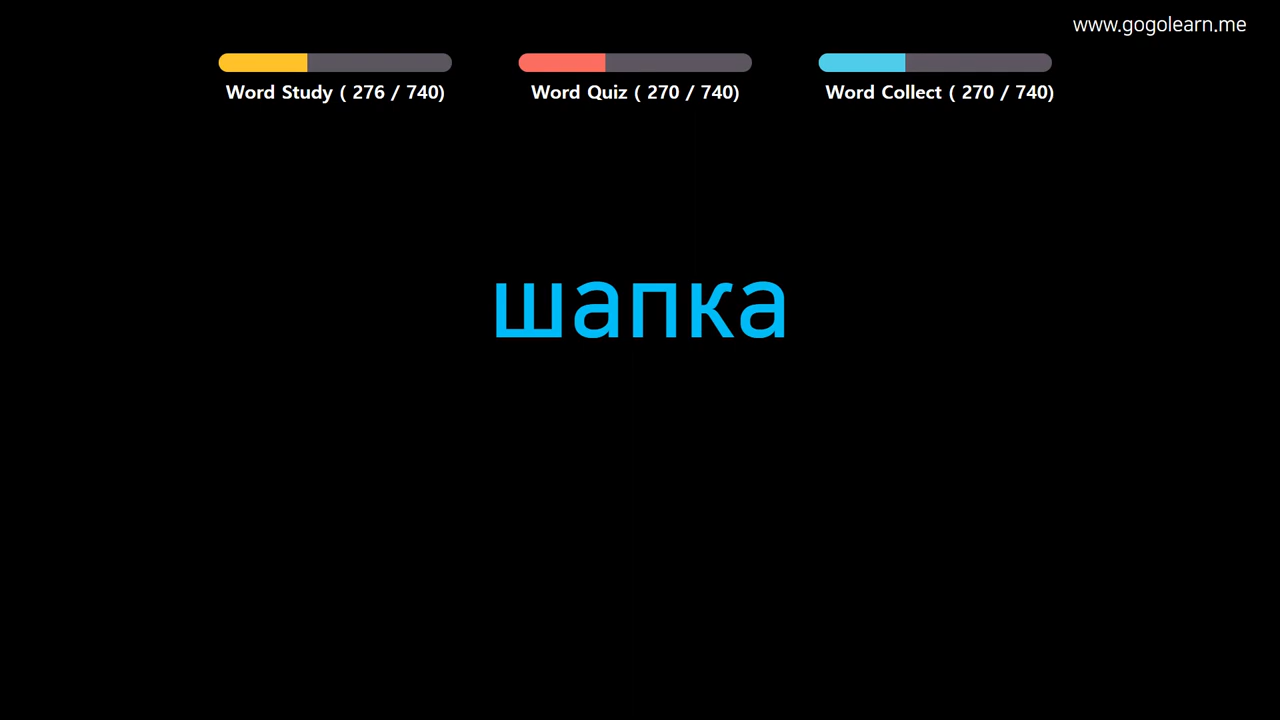 www.gogolearn.me
Word Study ( 276 / 740)
Word Quiz ( 270 / 740)
Word Collect ( 270 / 740)
шапка